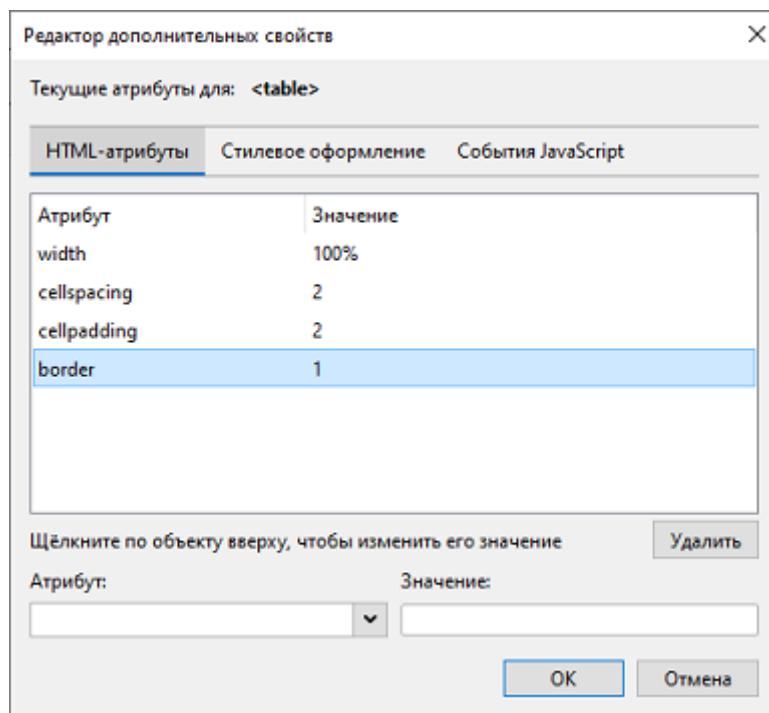 Редактор дополнительных свойств
Текущие атрибуты для: <table>
HTML-атрибуты Стилевое оформление События JavaScript
Атрибут Значение
width 100%
cellspacing 2
cellpadding 2
border 1
Щёлкните по объекту вверху, чтобы изменить его значение Удалить
Атрибут: Значение:
OK Отмена